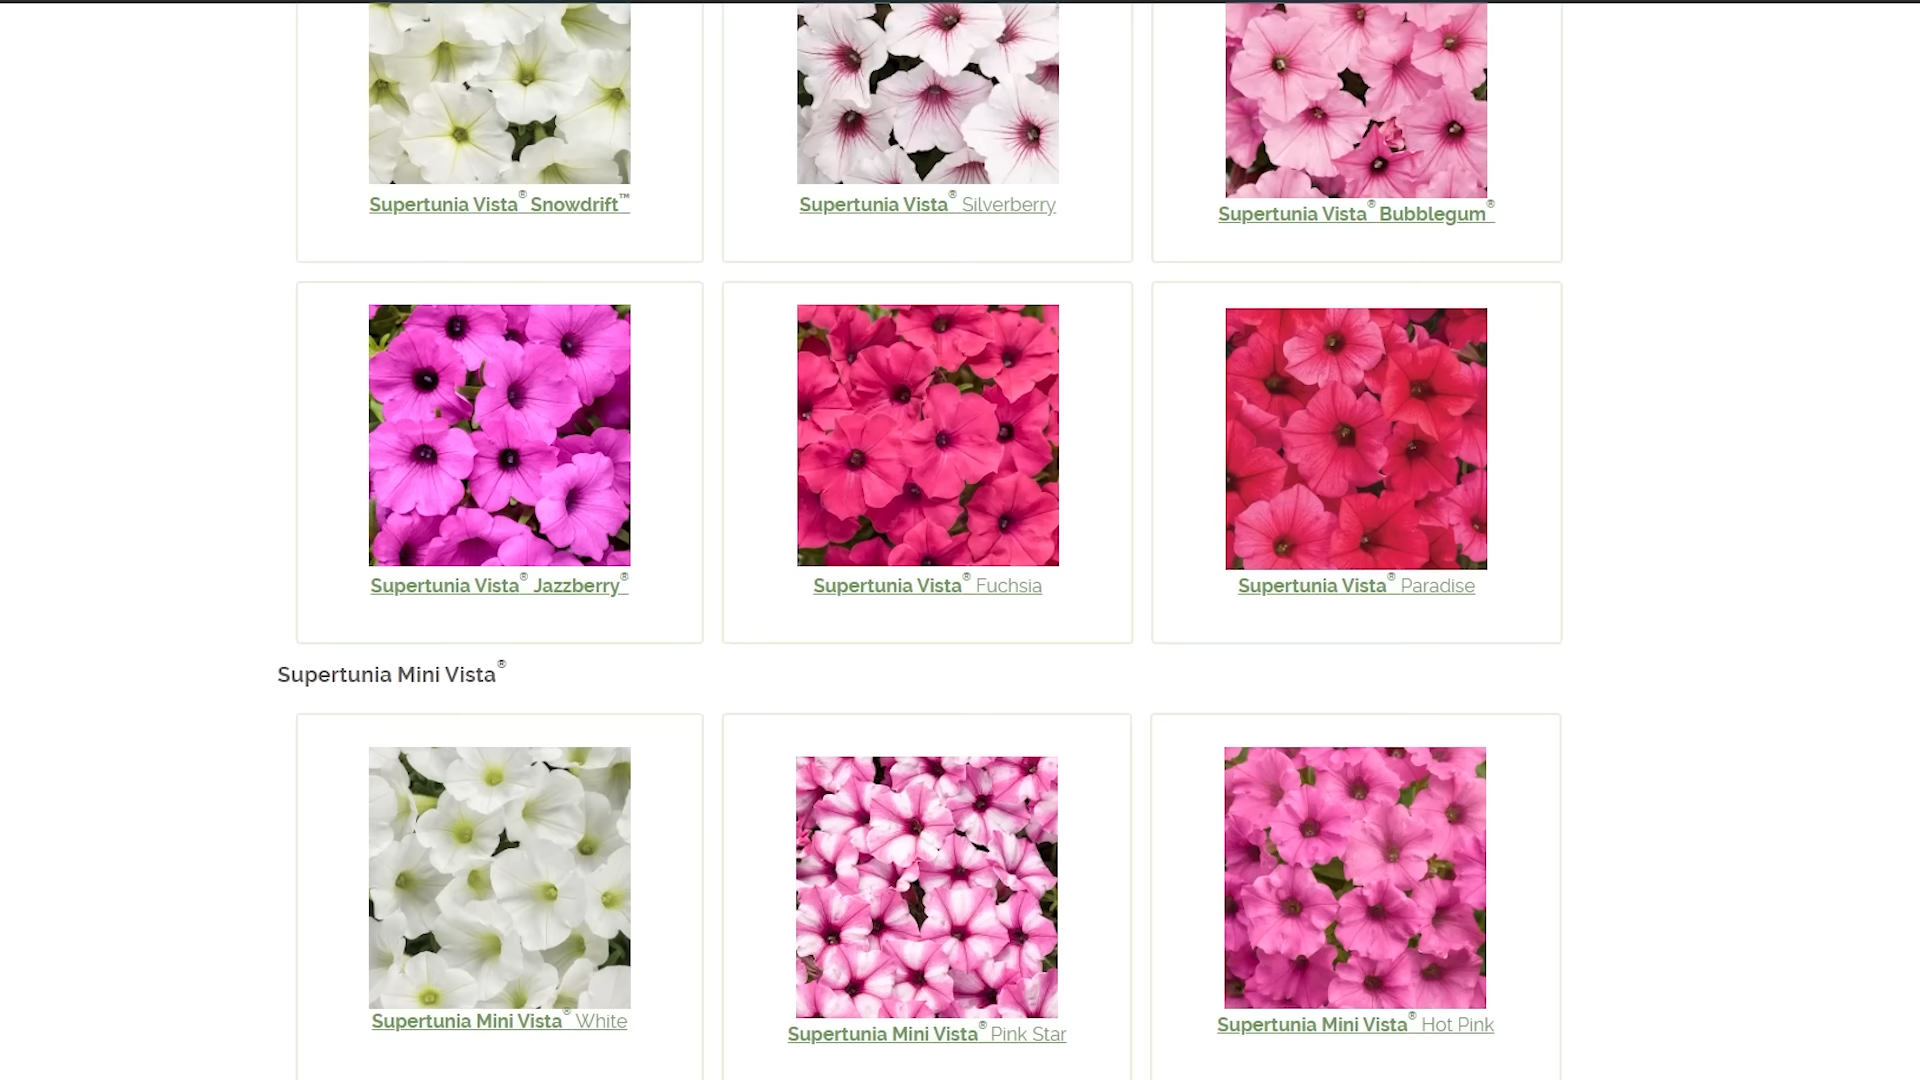 Supertunia Vista® Snowdrift™
Supertunia Vista® Silverberry
Supertunia Vista® Bubblegum®
Supertunia Vista® Jazzberry®
Supertunia Vista® Fuchsia
Supertunia Vista® Paradise
Supertunia Mini Vista®
Supertunia Mini Vista® White
Supertunia Mini Vista® Pink Star
Supertunia Mini Vista® Hot Pink